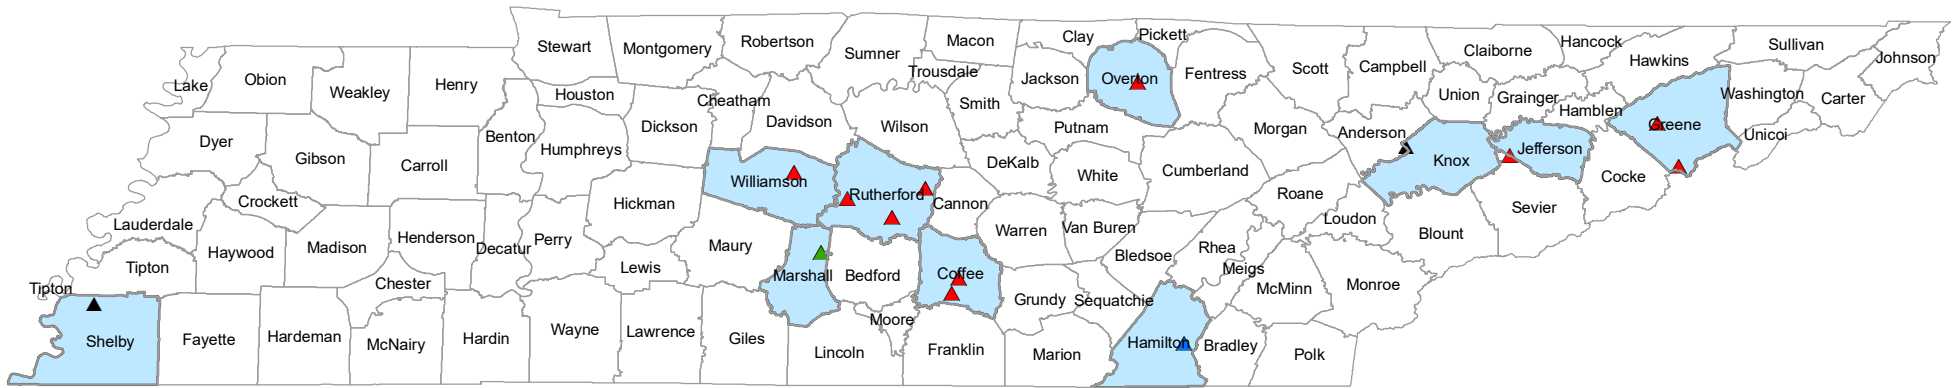 Stewart
Montgomery
Robertson
Sumner
Macon
Clay
Pickett
Claiborne
Hancock
Sullivan
Johnson
Lake
Obion
Weakley
Henry
Houston
Cheatham
Trousdale
Jackson
Overton
Fentress
Scott
Campbell
Hawkins
Union
Grainger
Hamblen
Washington
Carter
Unicoi
Dyer
Gibson
Carroll
Benton
Humphreys
Dickson
Davidson
Wilson
Smith
Putnam
Morgan
Anderson
Knox
Jefferson
Greene
Crockett
Williamson
Rutherford
Cannon
DeKalb
White
Cumberland
Roane
Loudon
Sevier
Cocke
Lauderdale
Haywood
Madison
Henderson
Decatur
Perry
Hickman
Maury
Warren
Van Buren
Rhea
Blount
Tipton
Tipton
Chester
Lewis
Marshall
Bedford
Coffee
Grundy
Sequatchie
Bledsoe
Meigs
McMinn
Monroe
Shelby
Fayette
Hardeman
McNairy
Hardin
Wayne
Lawrence
Giles
Lincoln
Moore
Franklin
Marion
Hamilton
Bradley
Polk